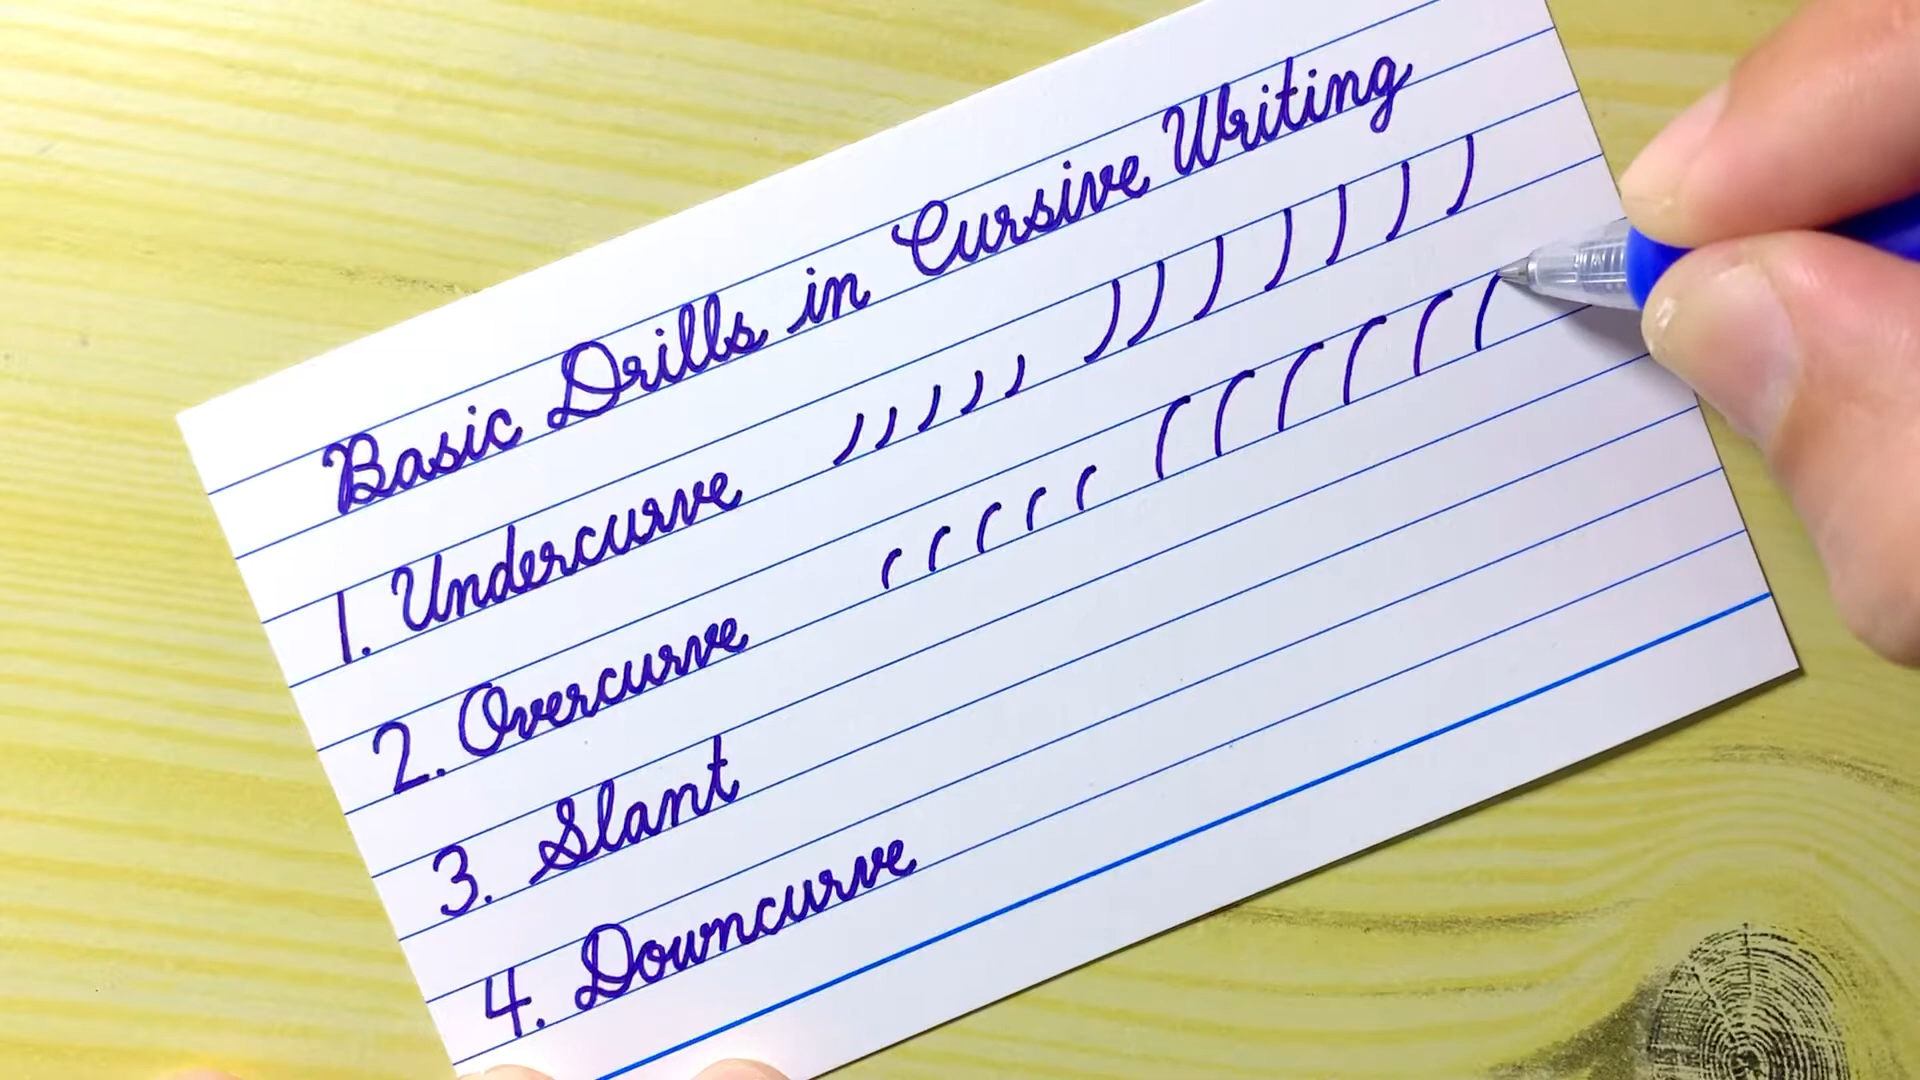 Basic Drills in Cursive Writing
1. Undercurve
2. Overcurve
3. Slant
4. Downcurve